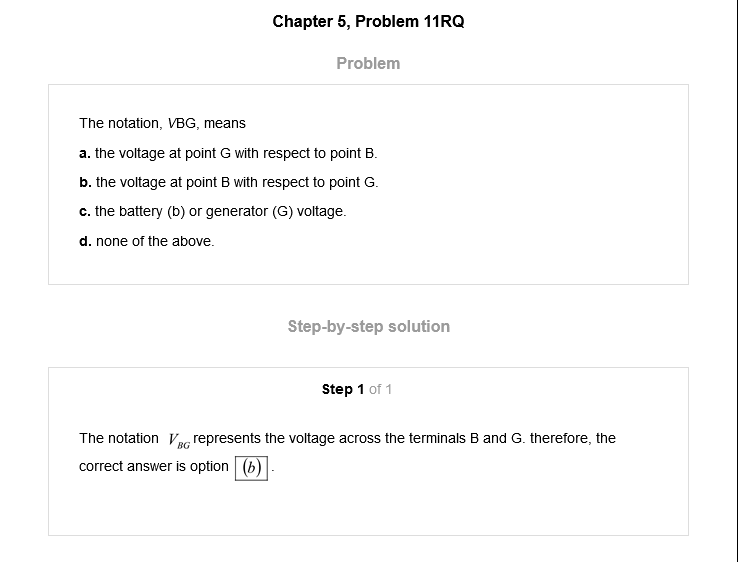 Chapter 5, Problem 11RQ
Problem
The notation, VBG, means
a. the voltage at point G with respect to point B.
b. the voltage at point B with respect to point G.
c. the battery (b) or generator (G) voltage.
d. none of the above.
Step-by-step solution
Step 1 of 1
The notation V_BG represents the voltage across the terminals B and G. therefore, the
correct answer is option (b).